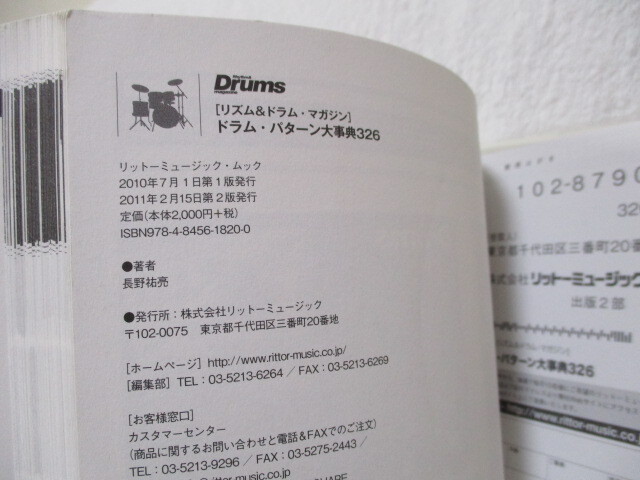 Drums
[リズム&ドラム・マガジン]
ドラム・パターン大事典326
リットーミュージック・ムック
2010年7月1日第1版発行
2011年2月15日第2版発行
定価(本体2,000円+税)
ISBN978-4-8456-1820-0
●著者
長野祐亮
●発行所:株式会社リットーミュージック
〒102-0075 東京都千代田区三番町20番地
[ホームページ] http://www.rittor-music.co.jp/
[編集部] TEL:03-5213-6264/FAX:03-5213-6269
[お客様窓口]
カスタマーセンター
(商品に関するお問い合わせと電話&FAXでのご注文)
TEL:03-5213-9296/FAX:03-5275-2443/
@rittor-music.co.jp
SQUARE
102-8790
東京都千代田区三番町20番地
株式会社リットーミュージック
出版2部
パターン大事典326
http://www.rittor-music.co.